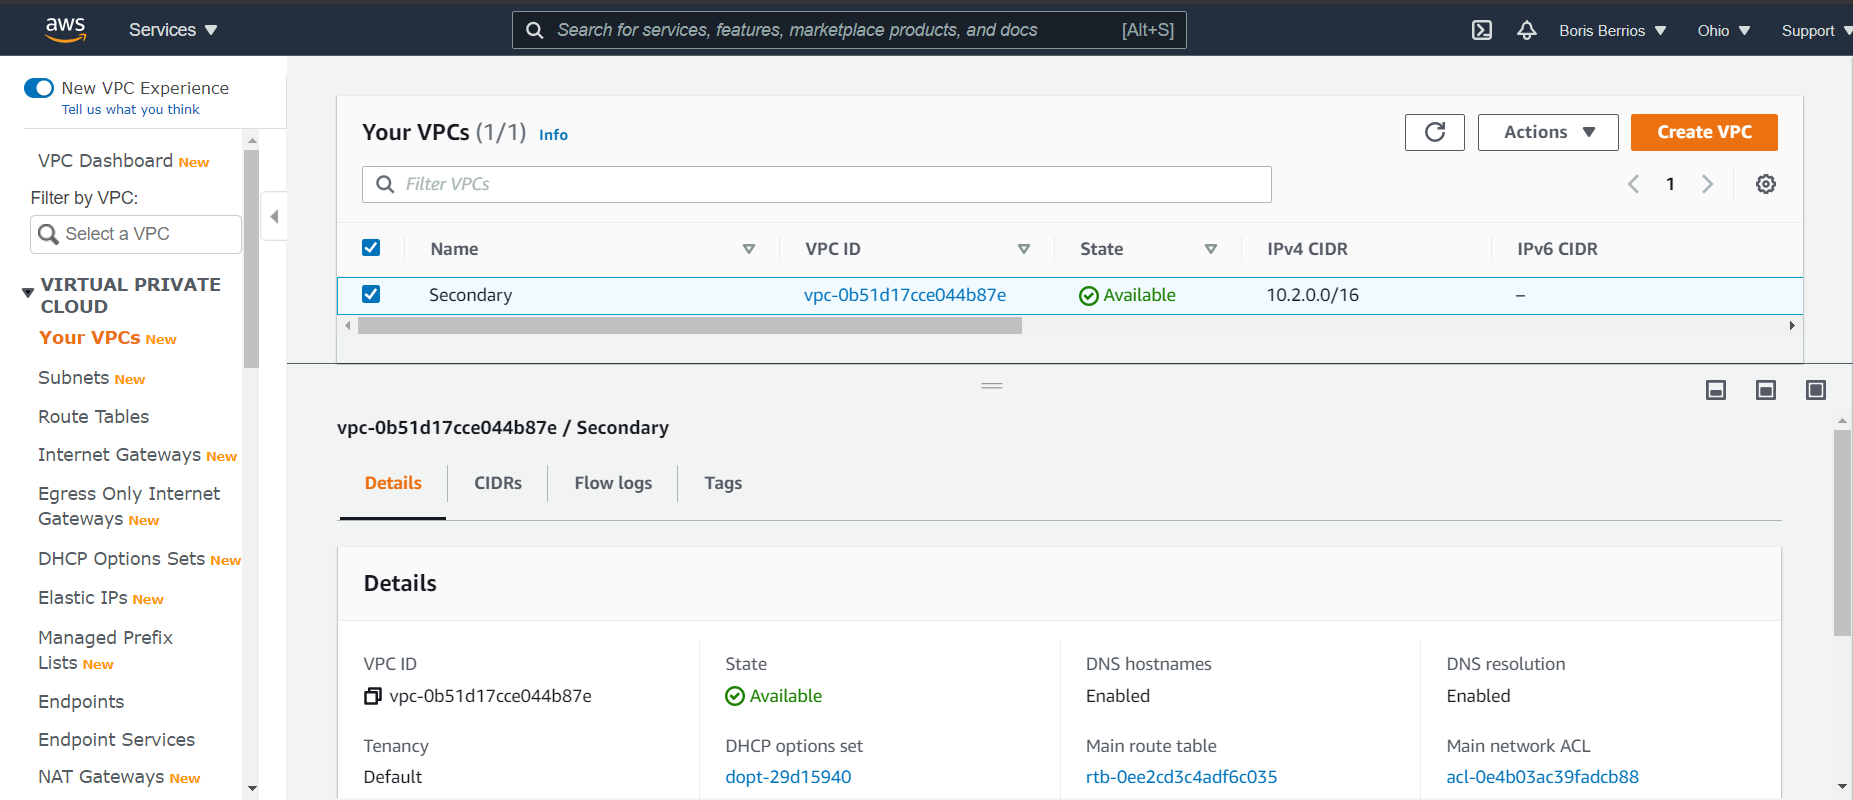 aws
Services
Search for services, features, marketplace products, and docs [Alt+S]
Boris Berrios
Ohio
Support
New VPC Experience
Tell us what you think
VPC Dashboard New
Filter by VPC:
Select a VPC
VIRTUAL PRIVATE
CLOUD
Your VPCs New
Subnets New
Route Tables
Internet Gateways New
Egress Only Internet
Gateways New
DHCP Options Sets New
Elastic IPs New
Managed Prefix
Lists New
Endpoints
Endpoint Services
NAT Gateways New
Your VPCs (1/1) Info
Actions
Create VPC
Filter VPCs
1
Name VPC ID State IPv4 CIDR IPv6 CIDR
Secondary vpc-0b51d17cce044b87e Available 10.2.0.0/16 –
vpc-0b51d17cce044b87e / Secondary
Details CIDRs Flow logs Tags
Details
VPC ID State DNS hostnames DNS resolution
vpc-0b51d17cce044b87e Available Enabled Enabled
Tenancy DHCP options set Main route table Main network ACL
Default dopt-29d15940 rtb-0ee2cd3c4adf6c035 acl-0e4b03ac39fadcb88